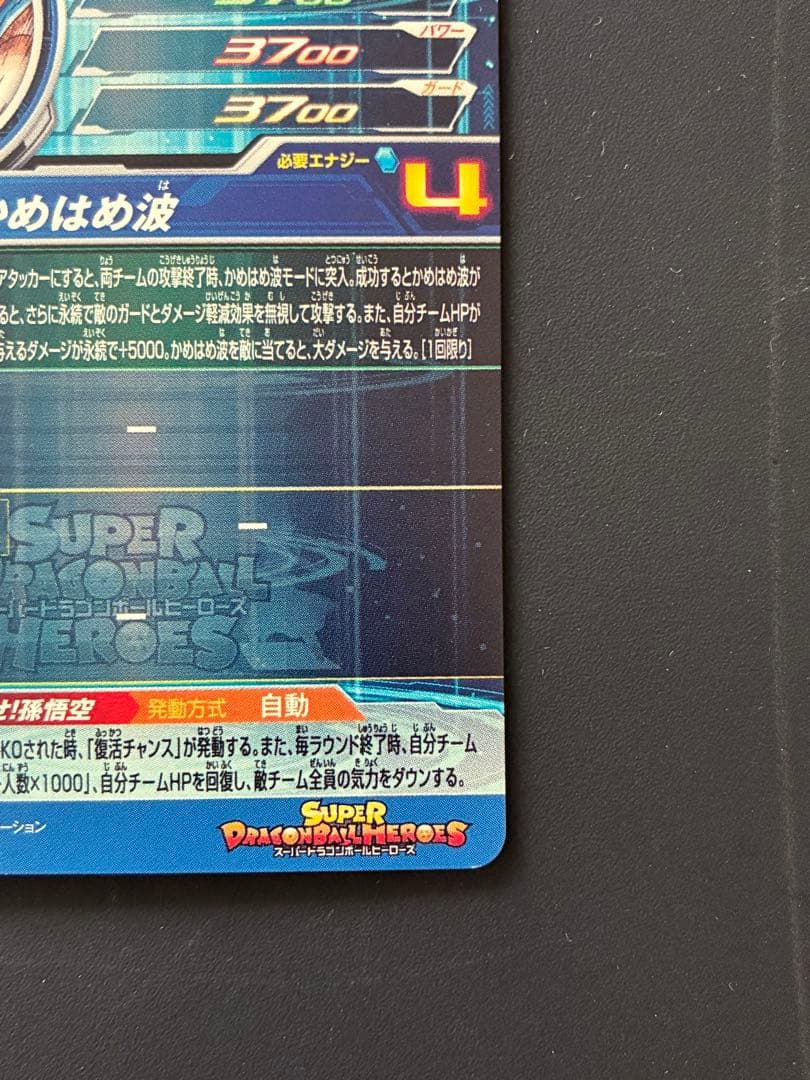 パワー
3700
ガード
3700
必要エナジー 4
かめはめ波
アタッカーにすると、両チームの攻撃終了時、かめはめ波モードに突入。成功するとかめはめ波が
ると、さらに永続で敵のガードとダメージ軽減効果を無視して攻撃する。また、自分チームHPが
与えるダメージが永続で+5000。かめはめ波を敵に当てると、大ダメージを与える。[1回限り]
SUPER
DRAGONBALL
スーパードラゴンボールヒーローズ
HEROES
せ!孫悟空 発動方式 自動
KOされた時、「復活チャンス」が発動する。また、毎ラウンド終了時、自分チーム
人数×1000」、自分チームHPを回復し、敵チーム全員の気力をダウンする。
ーション
SUPER
DRAGONBALL HEROES
スーパードラゴンボールヒーローズ